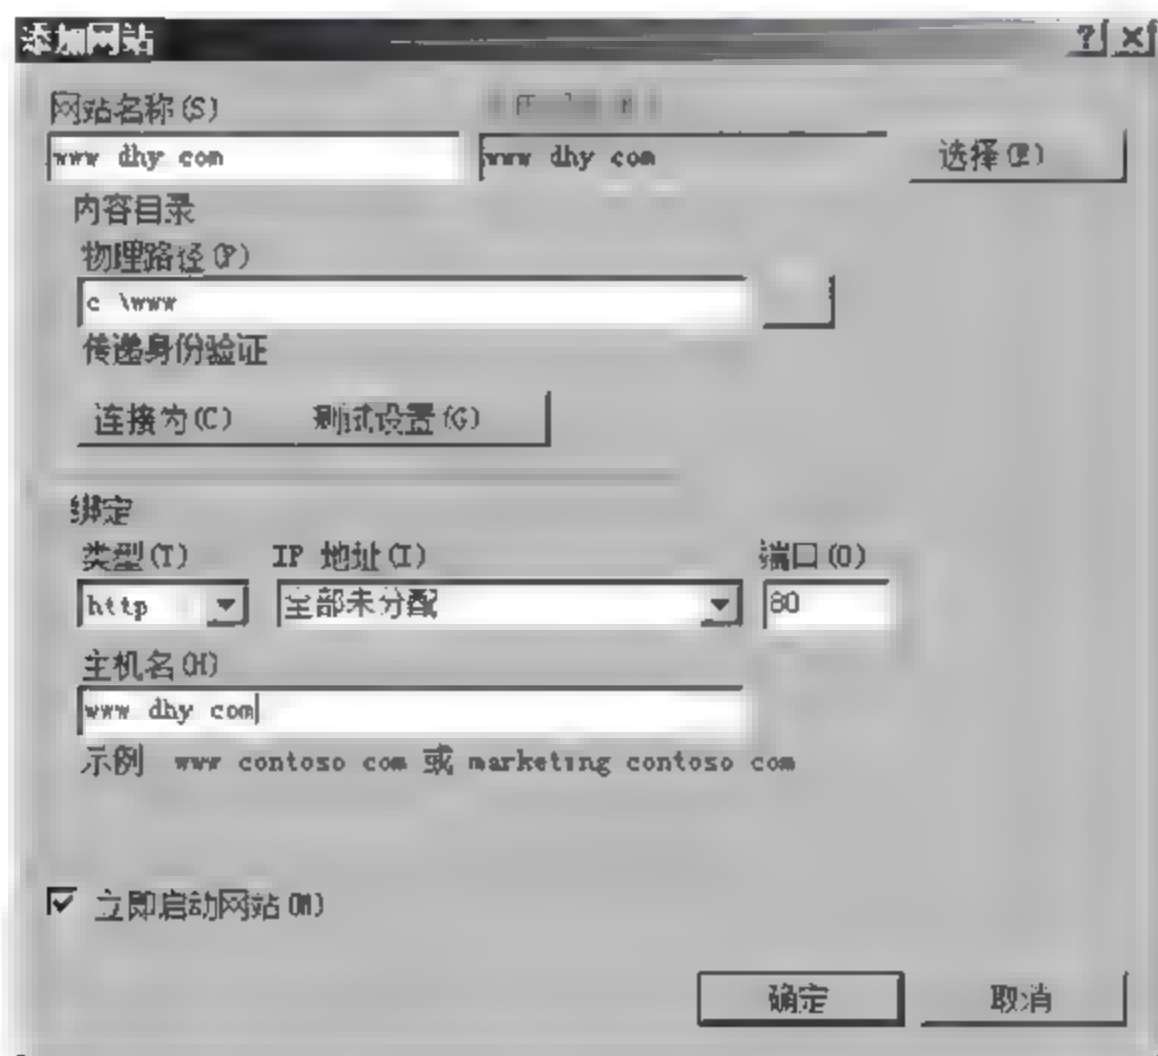 添加网站
网站名称(S)
www dhy com www dhy com 选择(E)
内容目录
物理路径(P)
c \www
传递身份验证
连接为(C) 测试设置(G)
绑定
类型(T) IP 地址(I) 端口(O)
http 全部未分配 80
主机名(H)
www dhy com
示例 www contoso com 或 marketing contoso com
立即启动网站(M)
确定 取消